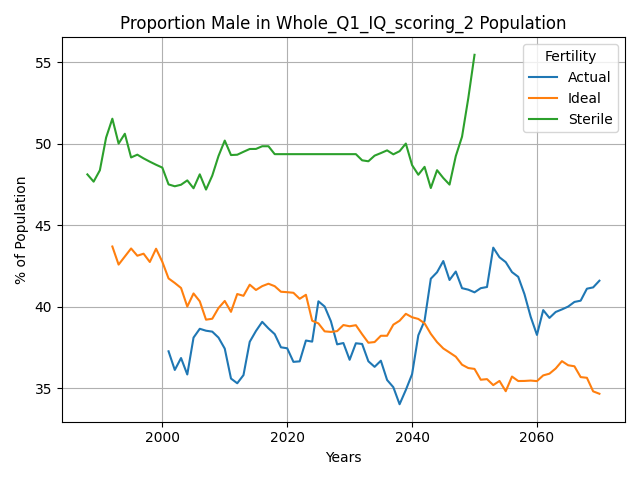 Proportion Male in Whole_Q1_IQ_scoring_2 Population
% of Population
55
50
45
40
35
Fertility
Actual
Ideal
Sterile
2000
2020
2040
2060
Years